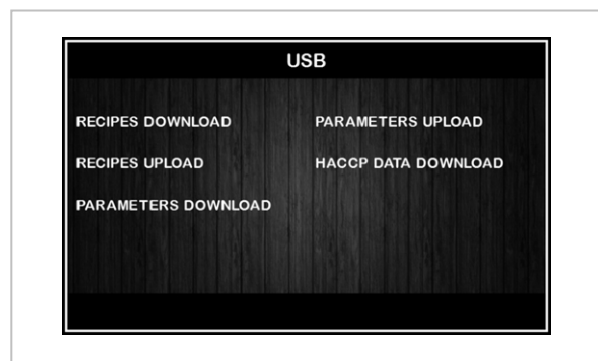 USB
RECIPES DOWNLOAD
RECIPES UPLOAD
PARAMETERS DOWNLOAD
PARAMETERS UPLOAD
HACCP DATA DOWNLOAD